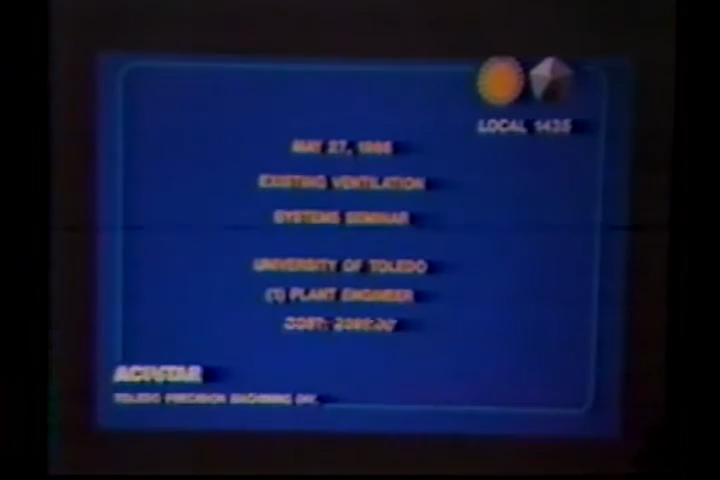 LOCAL 1435
MAY 27,
EXISTING VENTILATION
SYSTEMS SEMINAR
UNIVERSITY OF TOLEDO
(1) PLANT ENGINEER
COST:
ACUSTAR
TOLEDO PRECISION MACHINING DIV.